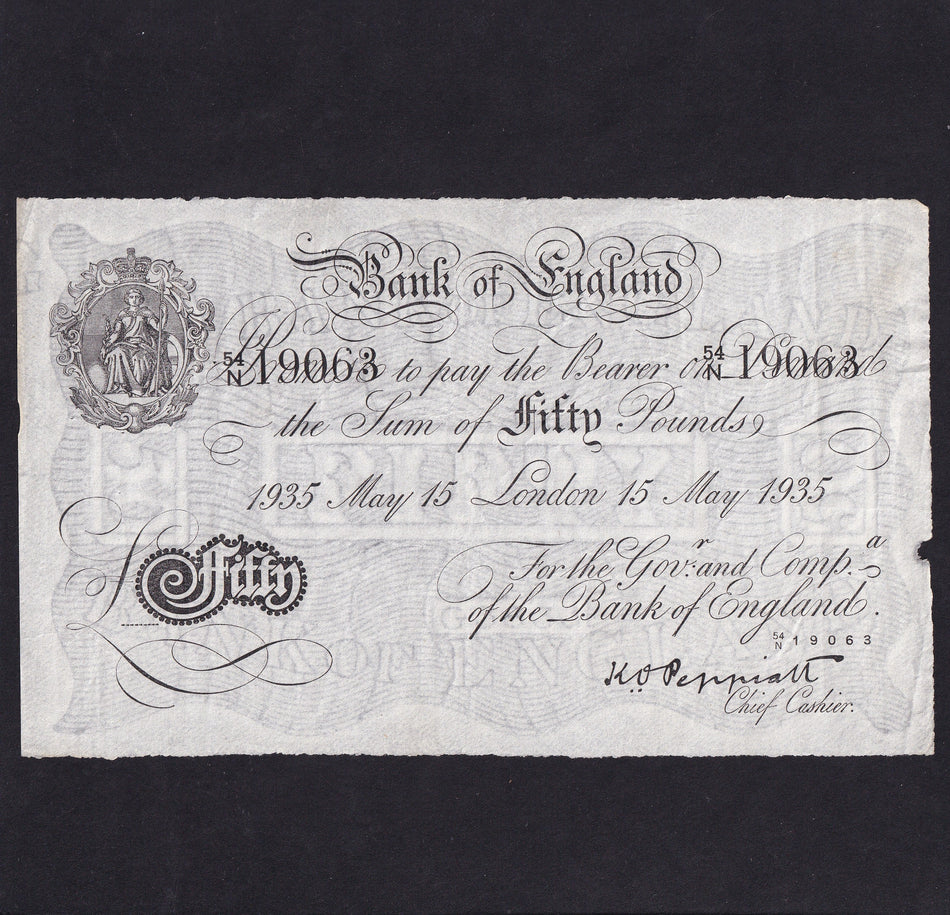 Bank of England
54/N 19063 to pay the Bearer on 54/N 19063
the Sum of Fifty Pounds
1935 May 15 London 15 May 1935
For the Govr. and Compa.
of the Bank of England.
£Fifty
54/N 19063
K.O. Peppiatt
Chief Cashier.